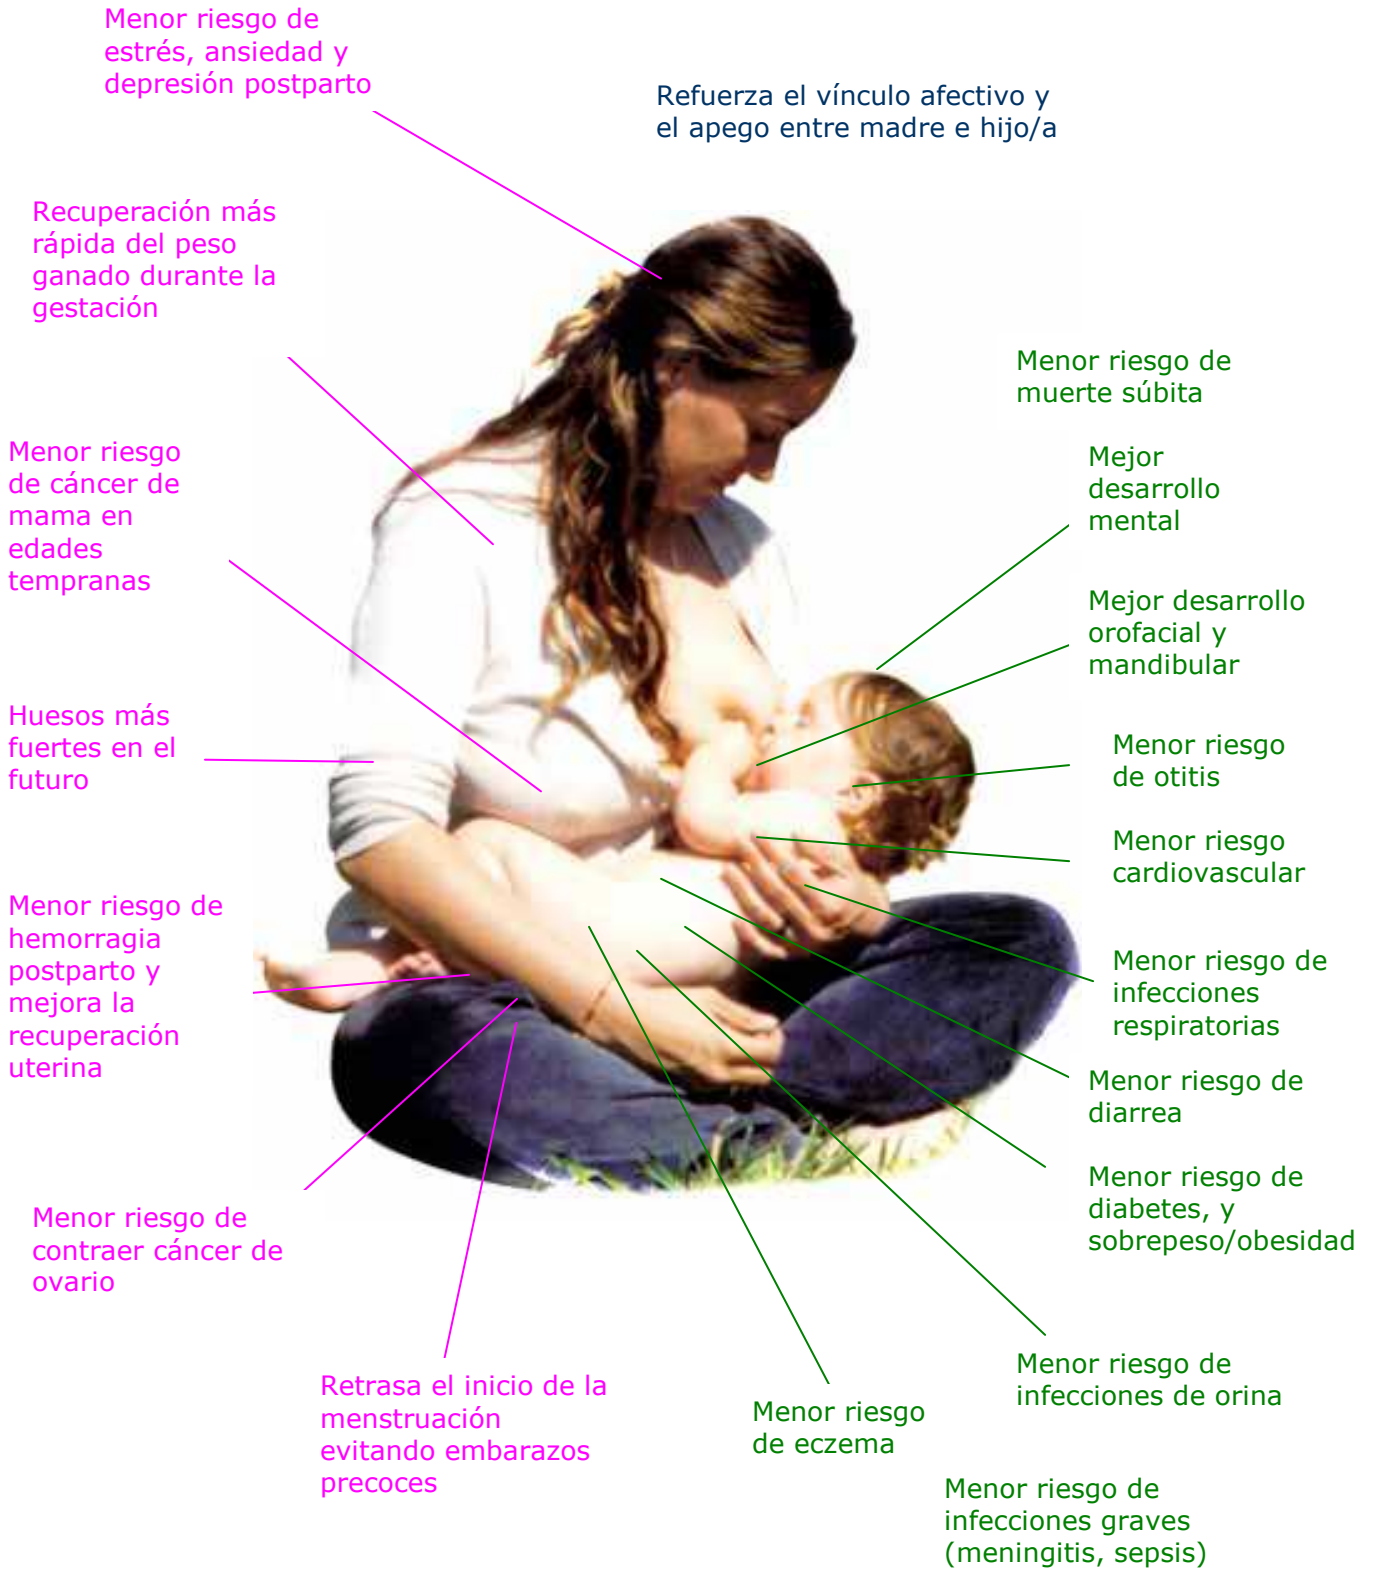 Menor riesgo de
estrés, ansiedad y
depresión postparto
Refuerza el vínculo afectivo y
el apego entre madre e hijo/a
Recuperación más
rápida del peso
ganado durante la
gestación
Menor riesgo
de cáncer de
mama en
edades
tempranas
Huesos más
fuertes en el
futuro
Menor riesgo de
hemorragia
postparto y
mejora la
recuperación
uterina
Menor riesgo de
contraer cáncer de
ovario
Retrasa el inicio de la
menstruación
evitando embarazos
precoces
Menor riesgo de
muerte súbita
Mejor
desarrollo
mental
Mejor desarrollo
orofacial y
mandibular
Menor riesgo
de otitis
Menor riesgo
cardiovascular
Menor riesgo de
infecciones
respiratorias
Menor riesgo de
diarrea
Menor riesgo de
diabetes, y
sobrepeso/obesidad
Menor riesgo de
infecciones de orina
Menor riesgo
de eczema
Menor riesgo de
infecciones graves
(meningitis, sepsis)